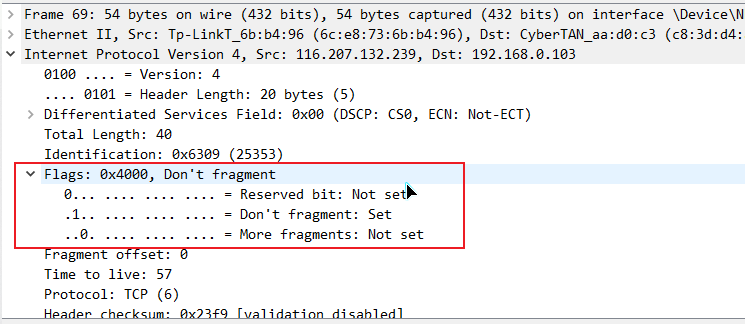 Frame 69: 54 bytes on wire (432 bits), 54 bytes captured (432 bits) on interface \Device\N
Ethernet II, Src: Tp-LinkT_6b:b4:96 (6c:e8:73:6b:b4:96), Dst: CyberTAN_aa:d0:c3 (c8:3d:d4:
Internet Protocol Version 4, Src: 116.207.132.239, Dst: 192.168.0.103
0100 .... = Version: 4
.... 0101 = Header Length: 20 bytes (5)
Differentiated Services Field: 0x00 (DSCP: CS0, ECN: Not-ECT)
Total Length: 40
Identification: 0x6309 (25353)
Flags: 0x4000, Don't fragment
0... .... .... .... = Reserved bit: Not set
.1.. .... .... .... = Don't fragment: Set
..0. .... .... .... = More fragments: Not set
Fragment offset: 0
Time to live: 57
Protocol: TCP (6)
Header checksum: 0x23f9 [validation disabled]